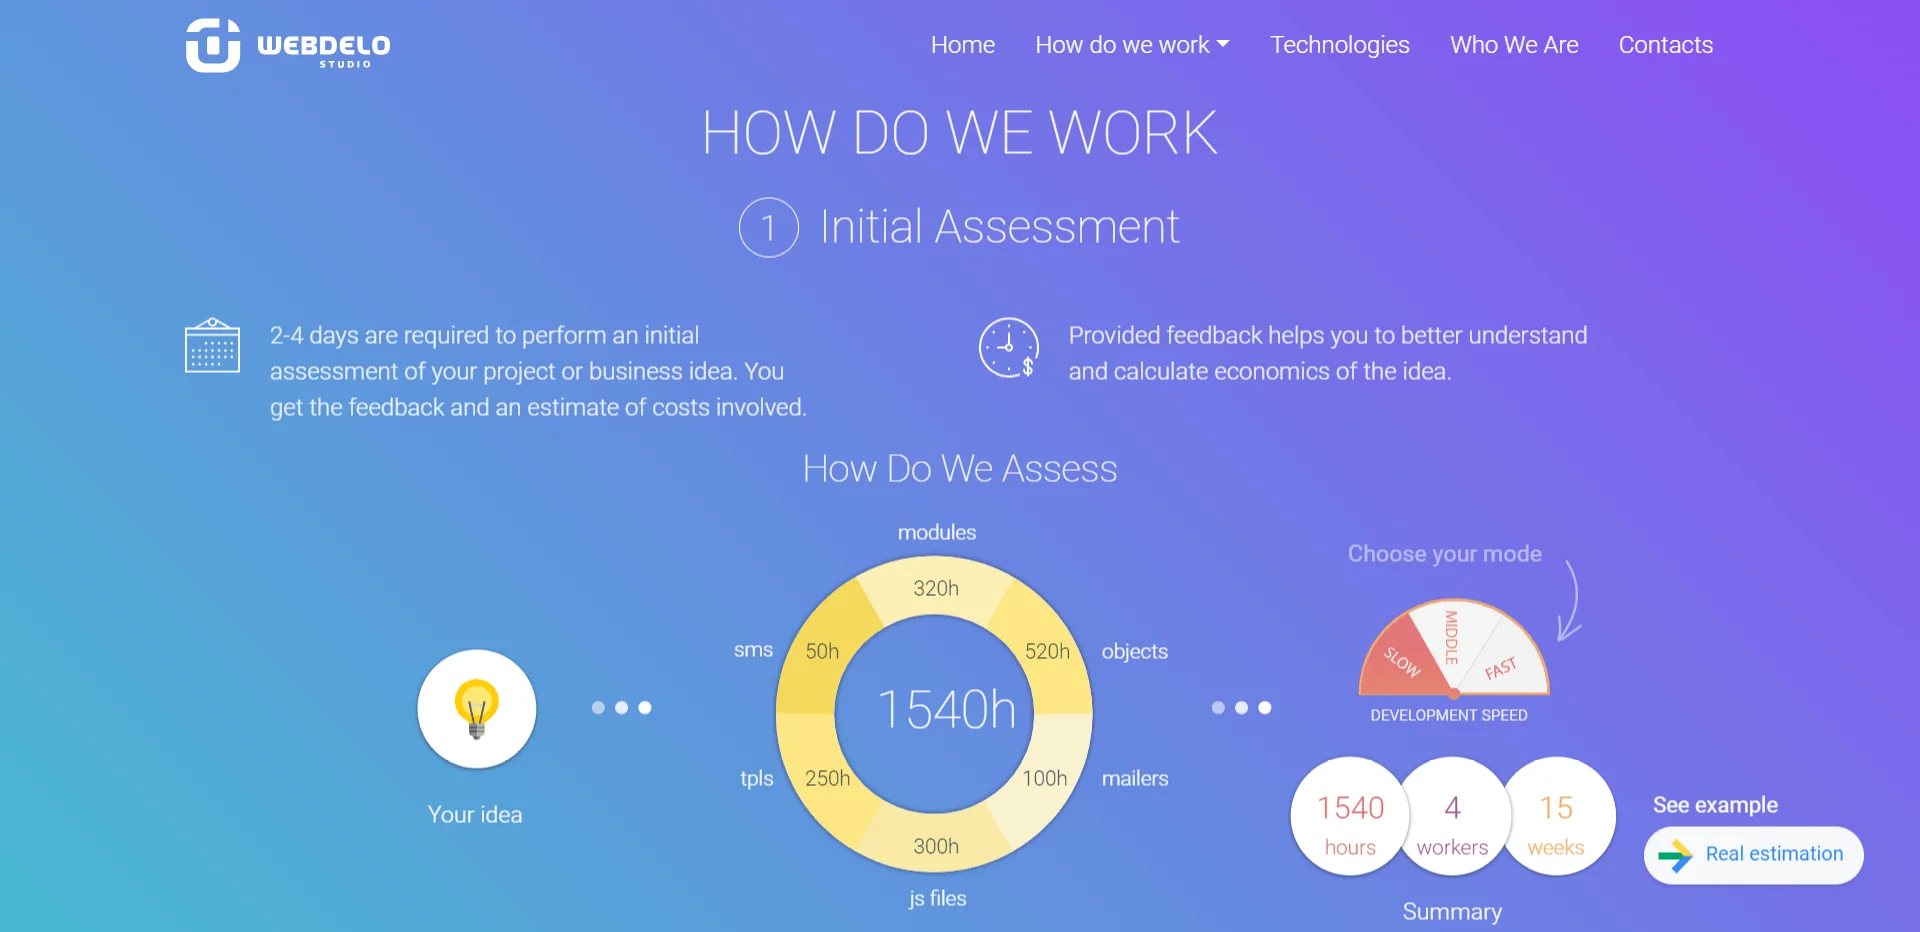 WEBDELO
STUDIO
Home
How do we work
Technologies
Who We Are
Contacts
HOW DO WE WORK
1 Initial Assessment
2-4 days are required to perform an initial
assessment of your project or business idea. You
get the feedback and an estimate of costs involved.
$
Provided feedback helps you to better understand
and calculate economics of the idea.
How Do We Assess
Your idea
modules
320h
sms
50h
520h
objects
1540h
tpls
250h
100h
mailers
300h
js files
Choose your mode
SLOW
MIDDLE
FAST
DEVELOPMENT SPEED
1540
hours
4
workers
15
weeks
Summary
See example
Real estimation